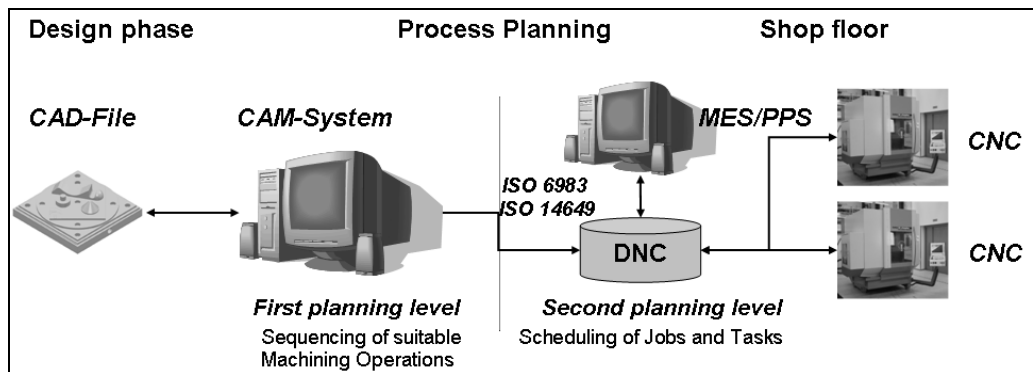 Design phase
Process Planning
Shop floor
CAD-File
CAM-System
MES/PPS
CNC
ISO 6983
ISO 14649
DNC
CNC
First planning level
Sequencing of suitable
Machining Operations
Second planning level
Scheduling of Jobs and Tasks